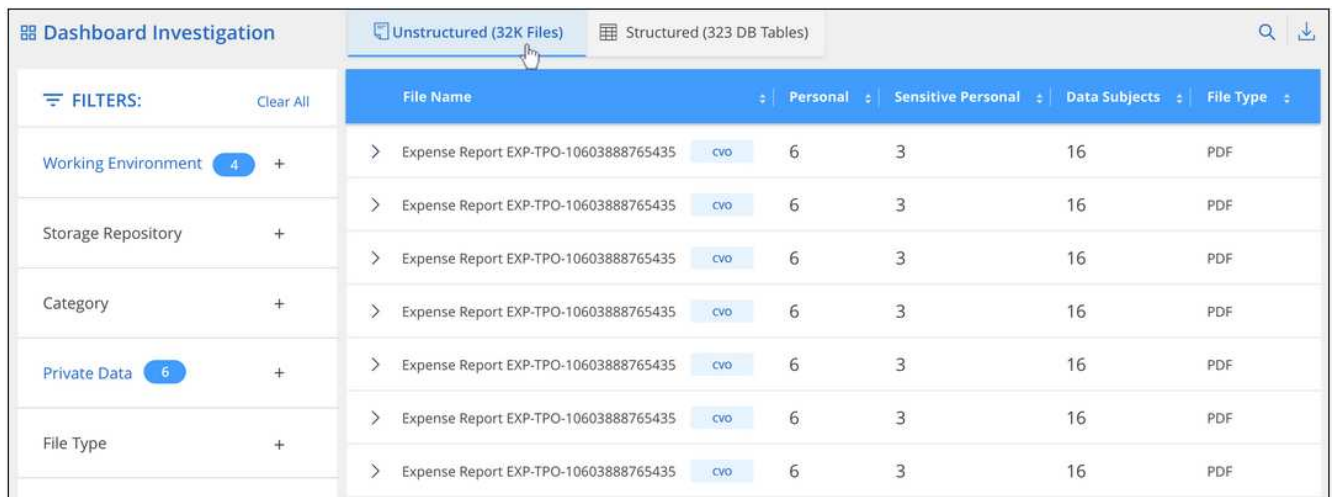 Dashboard Investigation
Unstructured (32K Files)
Structured (323 DB Tables)
FILTERS:
Clear All
Working Environment 4 +
Storage Repository +
Category +
Private Data 6 +
File Type +
File Name Personal Sensitive Personal Data Subjects File Type
Expense Report EXP-TPO-10603888765435 CVO 6 3 16 PDF
Expense Report EXP-TPO-10603888765435 CVO 6 3 16 PDF
Expense Report EXP-TPO-10603888765435 CVO 6 3 16 PDF
Expense Report EXP-TPO-10603888765435 CVO 6 3 16 PDF
Expense Report EXP-TPO-10603888765435 CVO 6 3 16 PDF
Expense Report EXP-TPO-10603888765435 CVO 6 3 16 PDF
Expense Report EXP-TPO-10603888765435 CVO 6 3 16 PDF